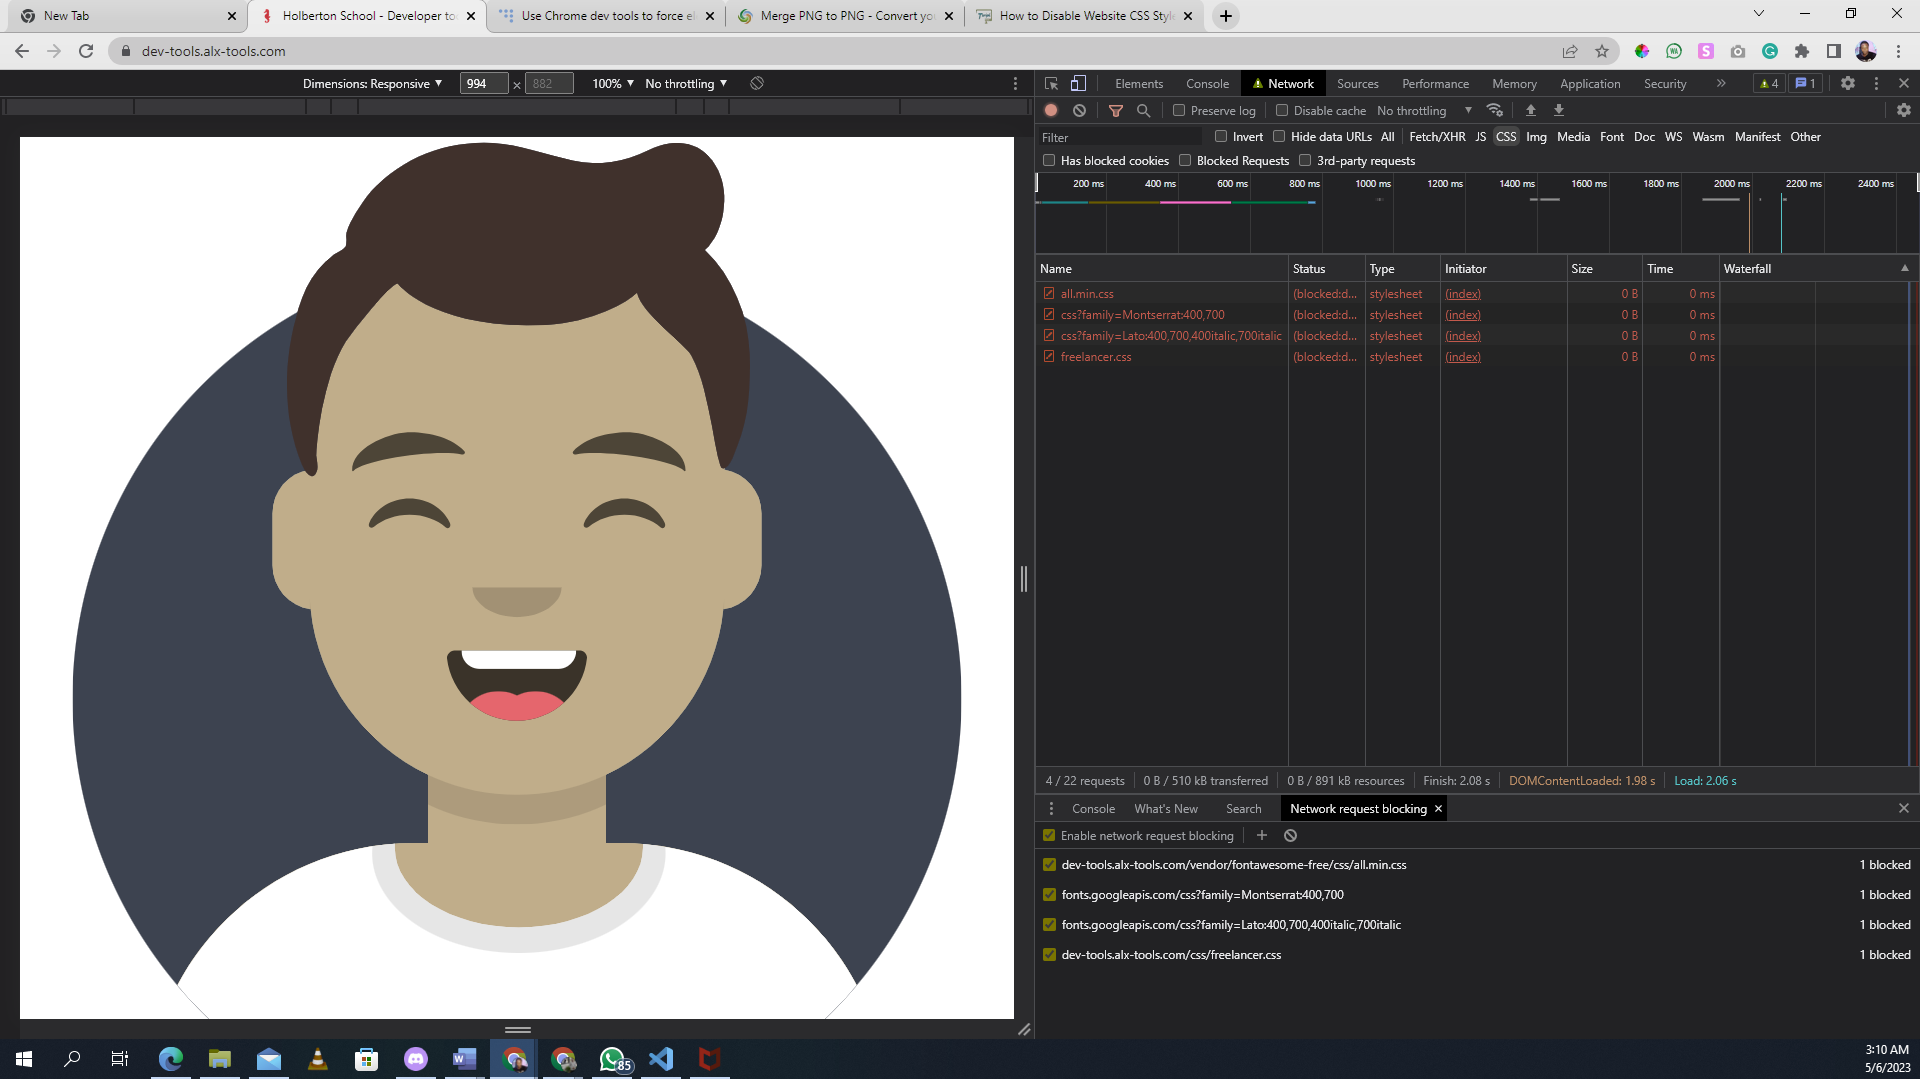 New Tab
Holberton School - Developer to
Use Chrome dev tools to force el
Merge PNG to PNG - Convert yo
How to Disable Website CSS Style
dev-tools.alx-tools.com
Dimensions: Responsive ▼ 994 × 882 100% ▼ No throttling ▼
Elements Console Network Sources Performance Memory Application Security » 4 1
Preserve log Disable cache No throttling ▼
Filter Invert Hide data URLs All Fetch/XHR JS CSS Img Media Font Doc WS Wasm Manifest Other
Has blocked cookies Blocked Requests 3rd-party requests
200 ms 400 ms 600 ms 800 ms 1000 ms 1200 ms 1400 ms 1600 ms 1800 ms 2000 ms 2200 ms 2400 ms
Name Status Type Initiator Size Time Waterfall
all.min.css (blocked:d... stylesheet (index) 0 B 0 ms
css?family=Montserrat:400,700 (blocked:d... stylesheet (index) 0 B 0 ms
css?family=Lato:400,700,400italic,700italic (blocked:d... stylesheet (index) 0 B 0 ms
freelancer.css (blocked:d... stylesheet (index) 0 B 0 ms
4 / 22 requests 0 B / 510 kB transferred 0 B / 891 kB resources Finish: 2.08 s DOMContentLoaded: 1.98 s Load: 2.06 s
Console What's New Search Network request blocking ×
Enable network request blocking
dev-tools.alx-tools.com/vendor/fontawesome-free/css/all.min.css 1 blocked
fonts.googleapis.com/css?family=Montserrat:400,700 1 blocked
fonts.googleapis.com/css?family=Lato:400,700,400italic,700italic 1 blocked
dev-tools.alx-tools.com/css/freelancer.css 1 blocked
85
3:10 AM
5/6/2023